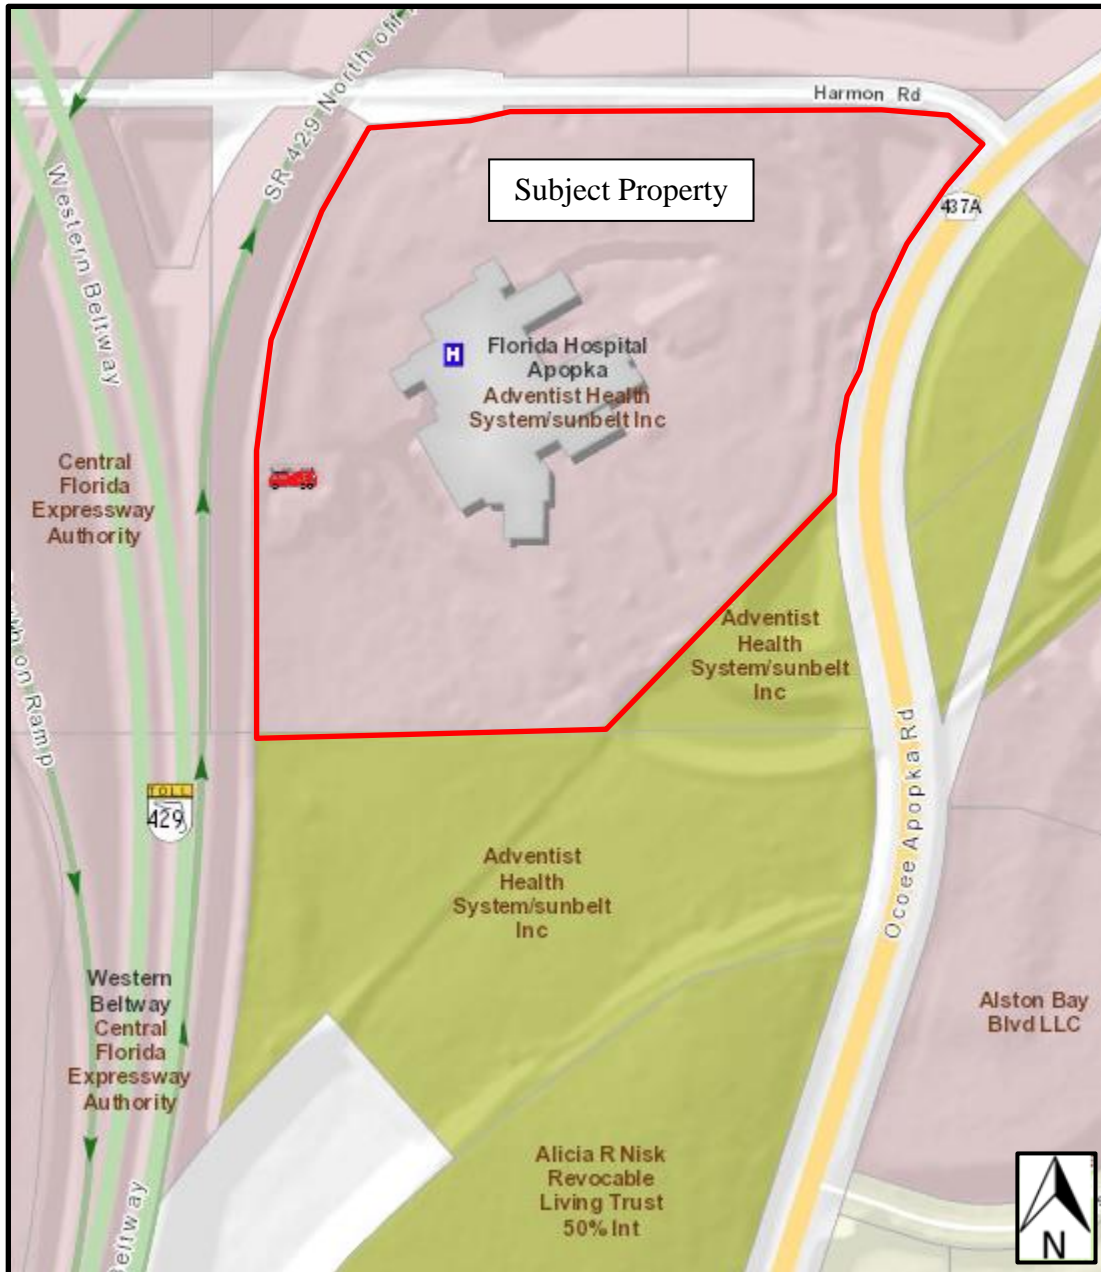 SR 429 North off
Harmon Rd
Subject Property
437A
Western Beltway
H
Florida Hospital
Apopka
Adventist Health
System/sunbelt Inc
Central
Florida
Expressway
Authority
Adventist
Health
System/sunbelt
Inc
on Ramp
TOLL
429
Ocoee Apopka Rd
Adventist
Health
System/sunbelt
Inc
Western
Beltway
Central
Florida
Expressway
Authority
Alston Bay
Blvd LLC
Alicia R Nisk
Revocable
Living Trust
50% Int
Beltway
N